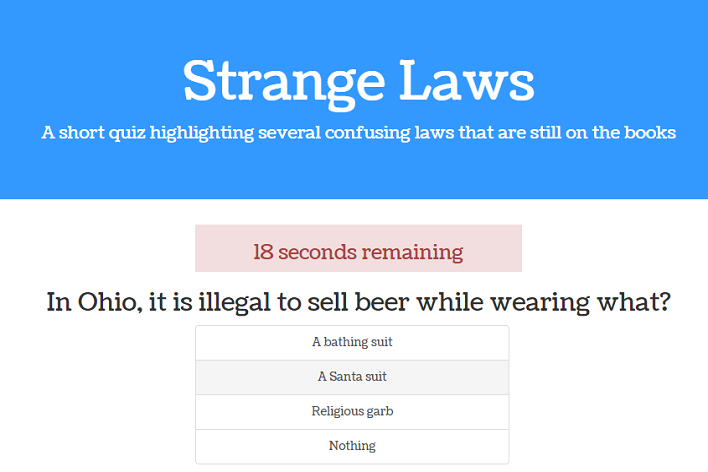 Strange Laws
A short quiz highlighting several confusing laws that are still on the books
18 seconds remaining
In Ohio, it is illegal to sell beer while wearing what?
A bathing suit
A Santa suit
Religious garb
Nothing